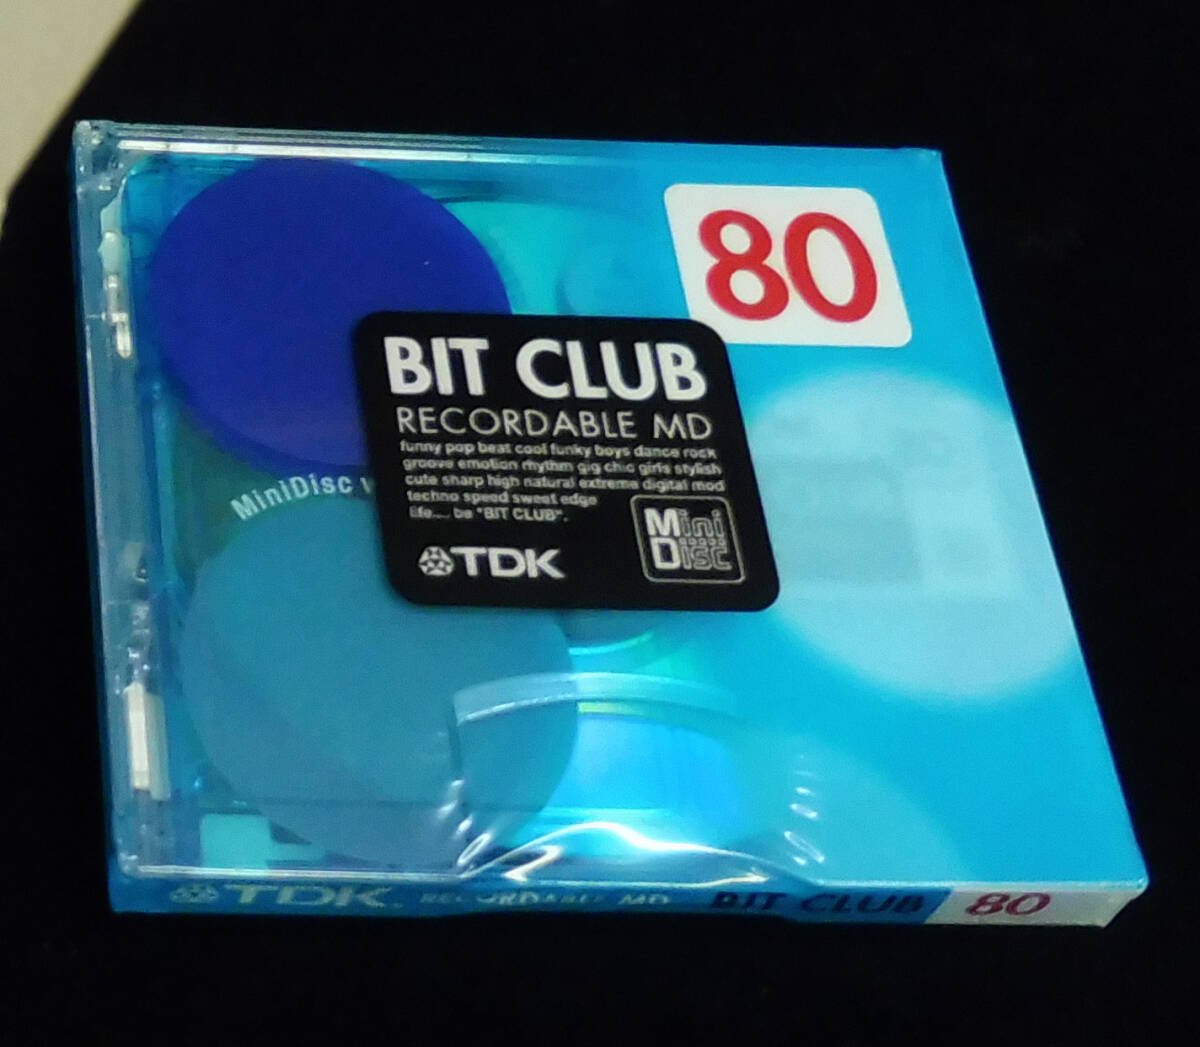 80
BIT CLUB
RECORDABLE MD
funny pop beat cool funky boys dance rock
groove emotion rhythm gig chic girls stylish
cute sharp high natural extreme digital mod
techno speed sweet edge
life.... be "BIT CLUB".
MiniDisc
TDK
Mini
Disc
TDK. RECORDABLE MD BIT CLUB 80